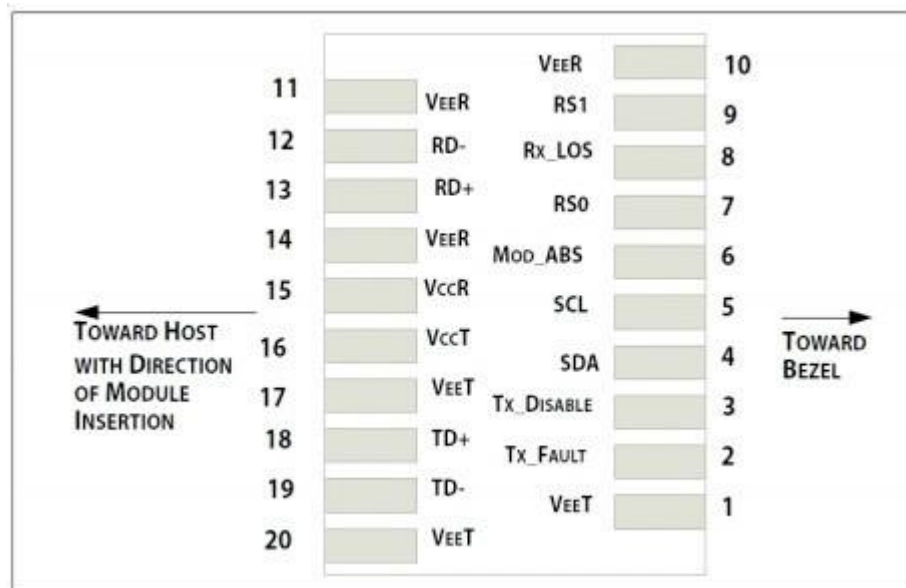 VEER 10
11 VEER RS1 9
12 RD- RX_LOS 8
13 RD+ RS0 7
14 VEER MOD_ABS 6
15 VCCR SCL 5
16 VCCT SDA 4
17 VEET TX_DISABLE 3
18 TD+ TX_FAULT 2
19 TD- VEET 1
20 VEET
TOWARD HOST
WITH DIRECTION
OF MODULE
INSERTION
TOWARD
BEZEL